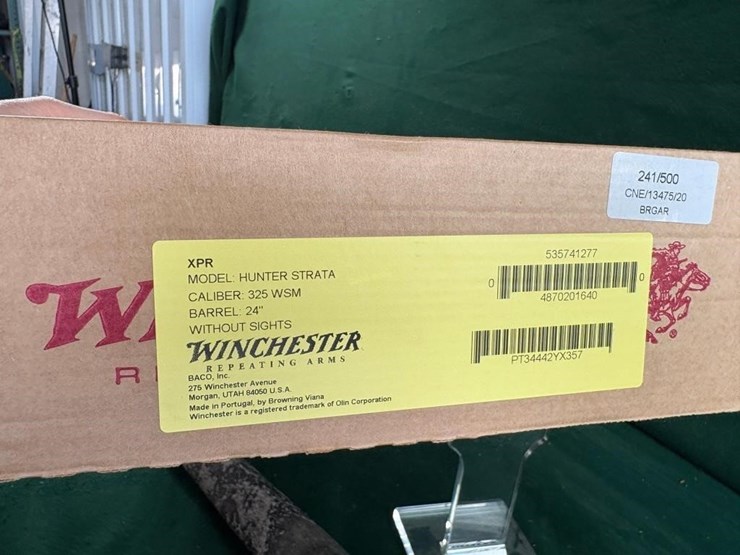 241/500
CNE/13475/20
BRGAR
W
R
XPR
MODEL: HUNTER STRATA
CALIBER: 325 WSM
BARREL: 24"
WITHOUT SIGHTS
WINCHESTER
REPEATING ARMS
BACO, Inc.
275 Winchester Avenue
Morgan, UTAH 84050 U.S.A.
Made in Portugal, by Browning Viana
Winchester is a registered trademark of Olin Corporation
535741277
0 0
4870201640
PT34442YX357
®